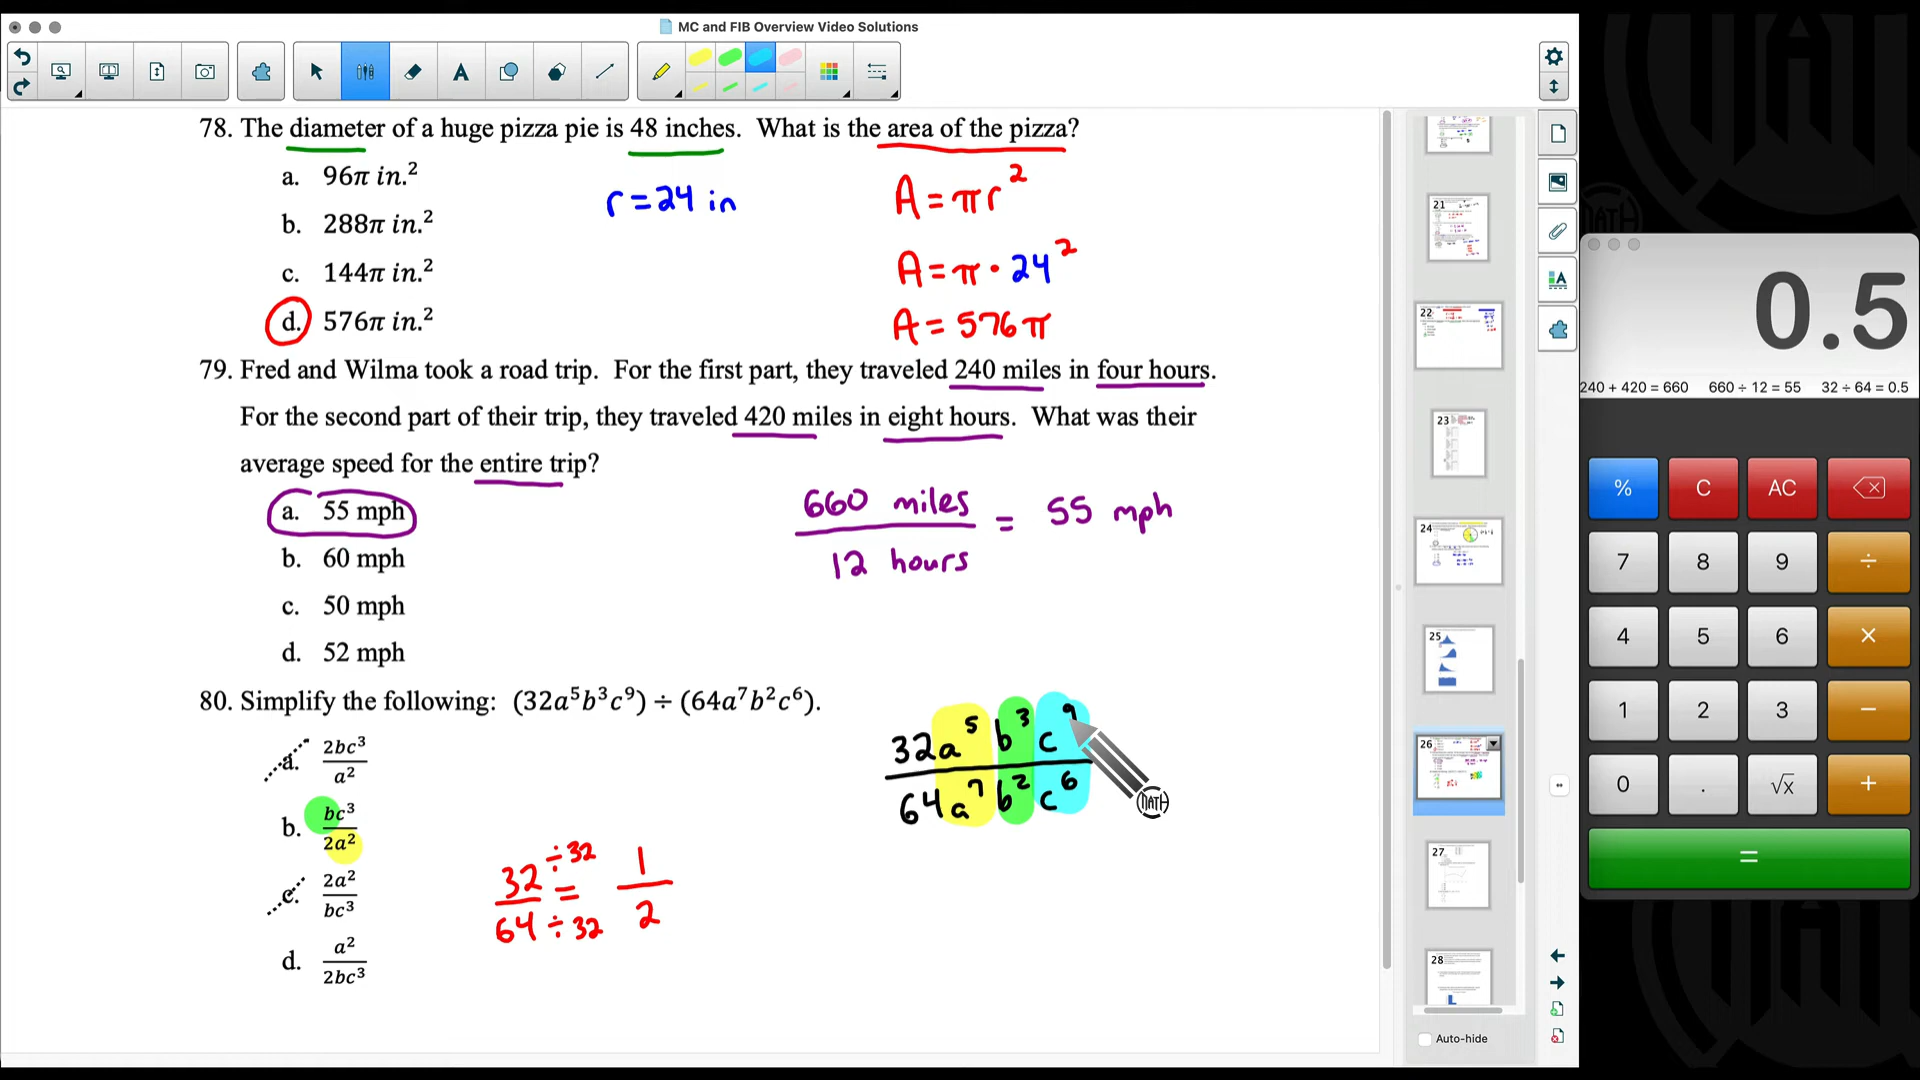 MC and FIB Overview Video Solutions
78. The diameter of a huge pizza pie is 48 inches. What is the area of the pizza?
a. 96π in.²
b. 288π in.²
c. 144π in.²
d. 576π in.²
r = 24 in
A = πr²
A = π · 24²
A = 576π
79. Fred and Wilma took a road trip. For the first part, they traveled 240 miles in four hours.
For the second part of their trip, they traveled 420 miles in eight hours. What was their
average speed for the entire trip?
a. 55 mph
b. 60 mph
c. 50 mph
d. 52 mph
660 miles / 12 hours = 55 mph
80. Simplify the following: (32a⁵b³c⁹) ÷ (64a⁷b²c⁶).
a. 2bc³/a²
b. bc³/2a²
c. 2a²/bc³
d. a²/2bc³
32a⁵b³c⁹
64a⁷b²c⁶
32 ÷32 / 64 ÷32 = 1/2
MATH
21
22
23
24
25
26
27
28
Auto-hide
A
A
MATH
0.5
240 + 420 = 660 660 ÷ 12 = 55 32 ÷ 64 = 0.5
% C AC
7 8 9 ÷
4 5 6 ×
1 2 3 −
0 . √x +
=